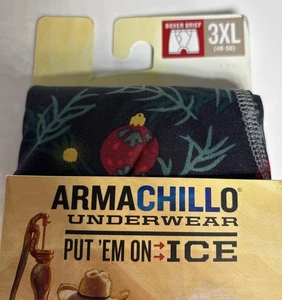 BOXER BRIEF
3XL
(48-50)
ARMACHILLO®
UNDERWEAR
PUT 'EM ON → ICE